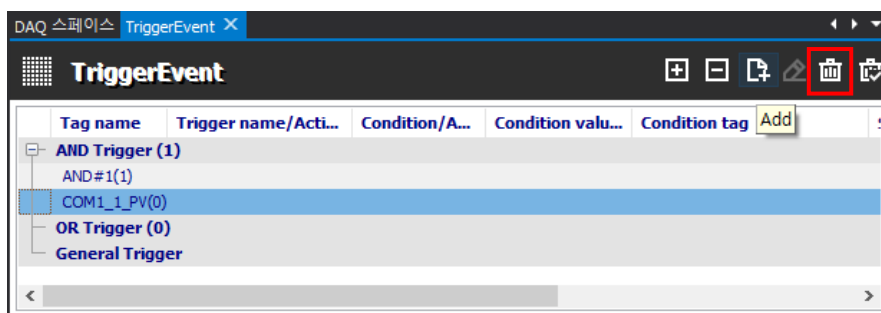 DAQ 스페이스 TriggerEvent
TriggerEvent
Tag name Trigger name/Acti... Condition/A... Condition valu... Condition tag
Add
AND Trigger (1)
AND#1(1)
COM1_1_PV(0)
OR Trigger (0)
General Trigger